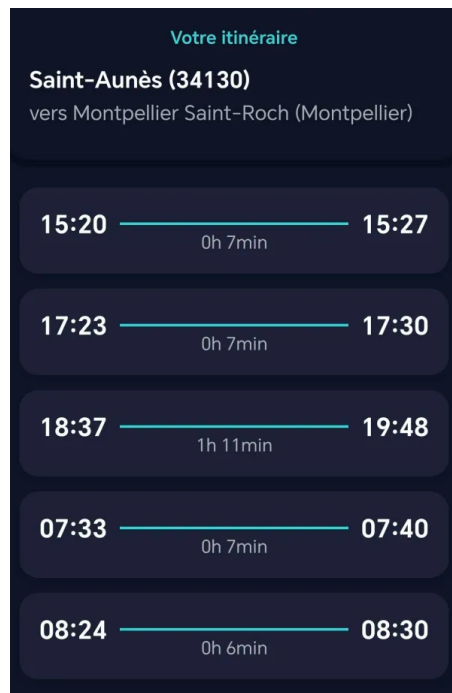 Votre itinéraire
Saint-Aunès (34130)
vers Montpellier Saint-Roch (Montpellier)
15:20 15:27
0h 7min
17:23 17:30
0h 7min
18:37 19:48
1h 11min
07:33 07:40
0h 7min
08:24 08:30
0h 6min